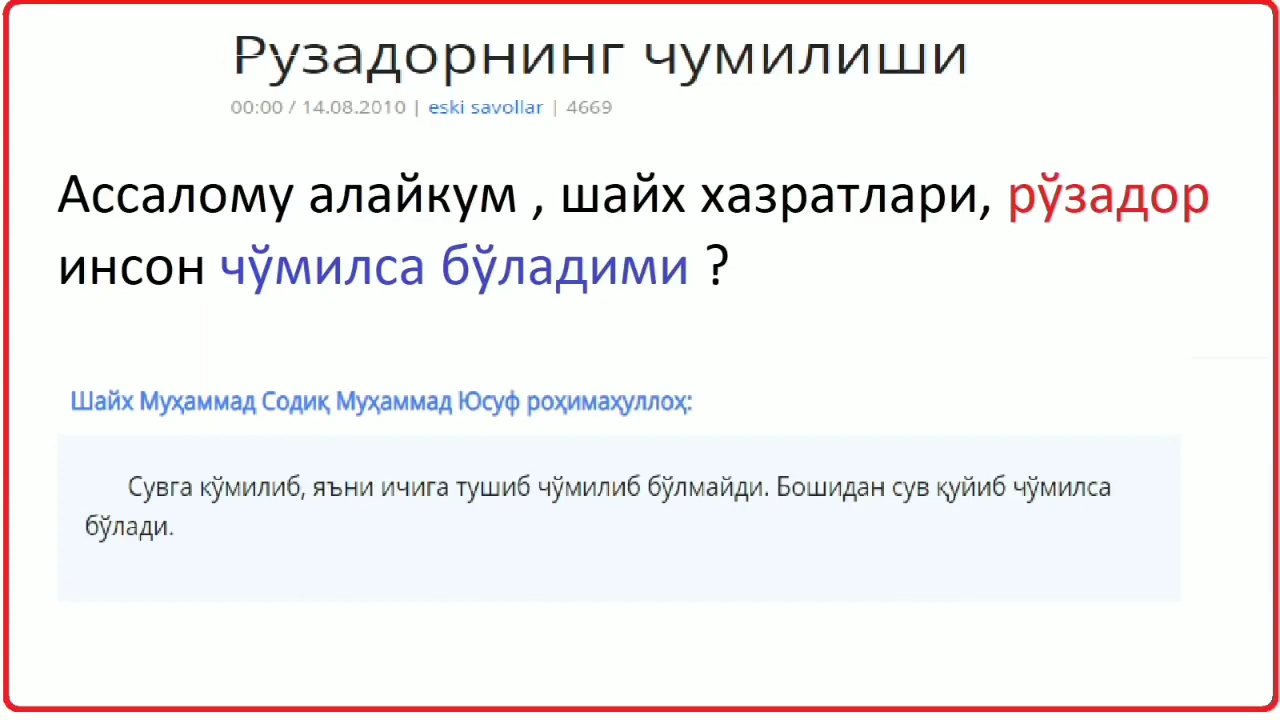 Рузадорнинг чумилиши
00:00 / 14.08.2010 | eski savollar | 4669
Ассалому алайкум , шайх хазратлари, рўзадор
инсон чўмилса бўладими ?
Шайх Муҳаммад Содиқ Муҳаммад Юсуф роҳимаҳуллоҳ:
Сувга кўмилиб, яъни ичига тушиб чўмилиб бўлмайди. Бошидан сув қуйиб чўмилса
бўлади.